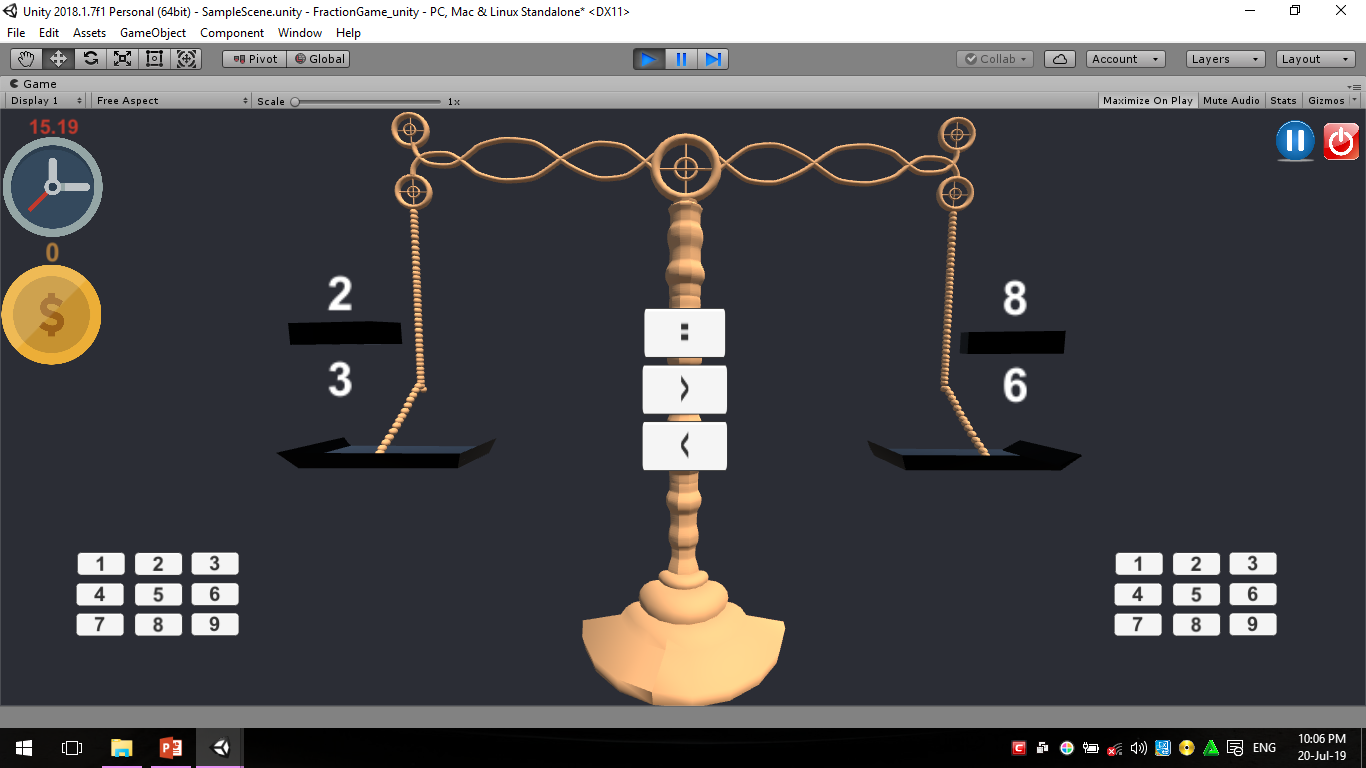 Unity 2018.1.7f1 Personal (64bit) - SampleScene.unity - FractionGame_unity - PC, Mac & Linux Standalone* <DX11>
File Edit Assets GameObject Component Window Help
Pivot Global Collab Account Layers Layout
Game
Display 1 Free Aspect Scale 1x Maximize On Play Mute Audio Stats Gizmos
15.19
0
$
2
3
=
>
<
8
6
1 2 3
4 5 6
7 8 9
1 2 3
4 5 6
7 8 9
ENG
10:06 PM
20-Jul-19